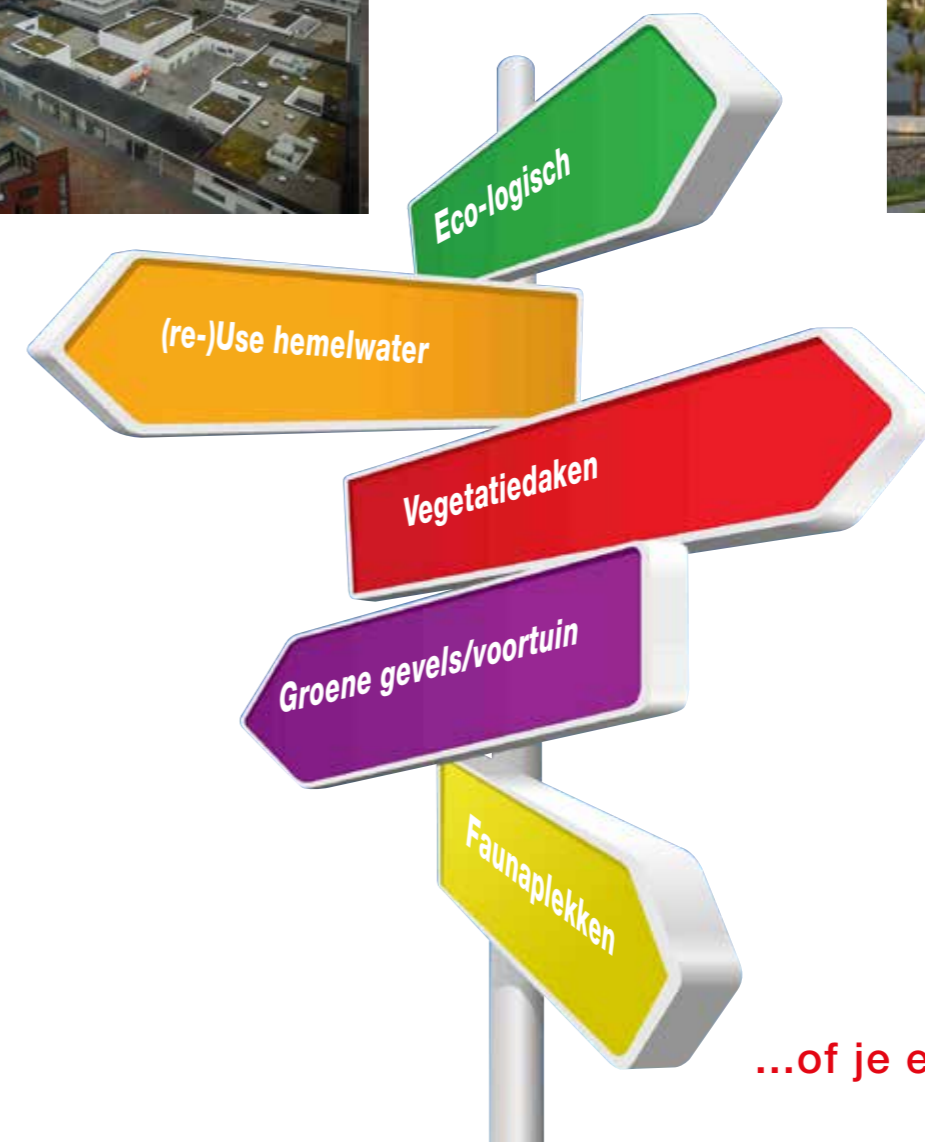 Eco-logisch
(re-)Use hemelwater
Vegetatiedaken
Groene gevels/voortuin
Faunaplekken
...of je e